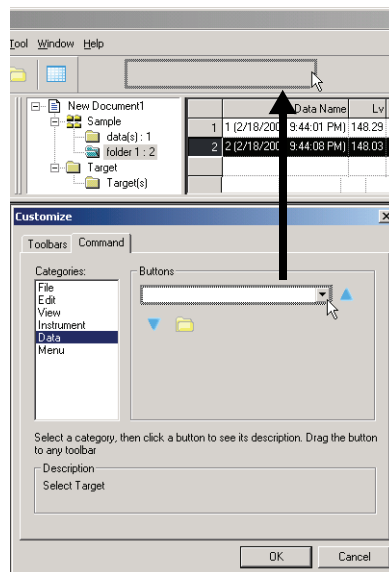 Tool Window Help
New Document1
Sample
data(s) : 1
folder 1 : 2
Target
Target(s)
Data Name Lv
1 1 (2/18/200 9:44:01 PM) 148.29
2 2 (2/18/200 9:44:08 PM) 148.03
Customize
Toolbars Command
Categories:
File
Edit
View
Instrument
Data
Menu
Buttons
Select a category, then click a button to see its description. Drag the button
to any toolbar
Description
Select Target
OK Cancel